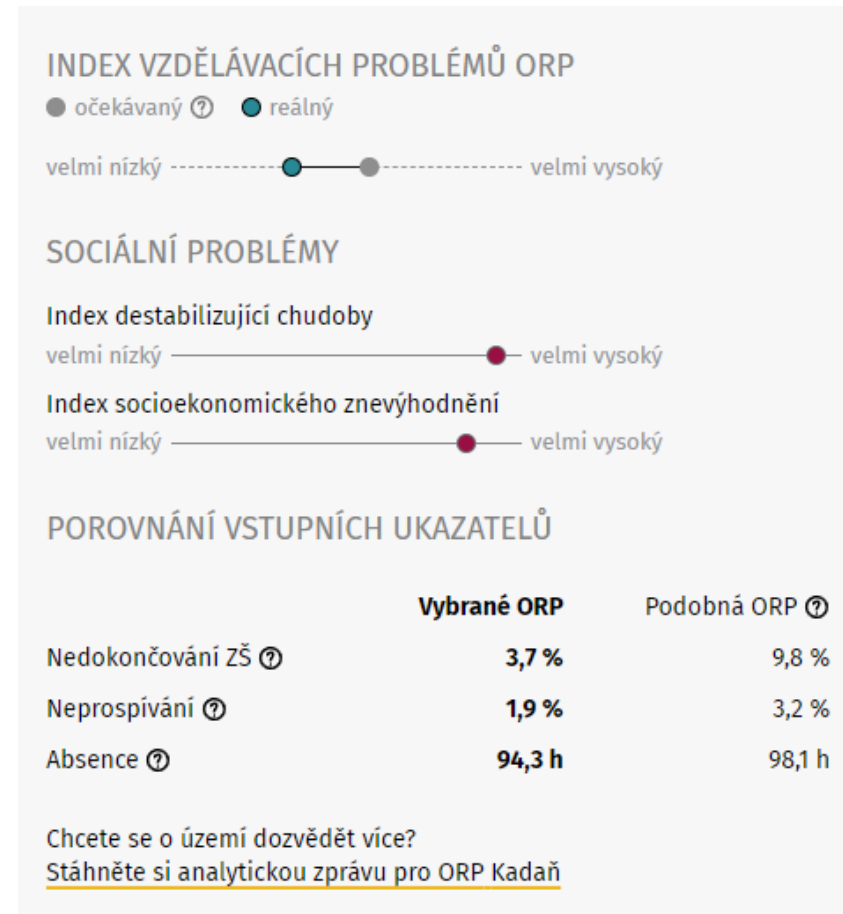 INDEX VZDĚLÁVACÍCH PROBLÉMŮ ORP
očekávaný ? reálný
velmi nízký velmi vysoký
SOCIÁLNÍ PROBLÉMY
Index destabilizující chudoby
velmi nízký velmi vysoký
Index socioekonomického znevýhodnění
velmi nízký velmi vysoký
POROVNÁNÍ VSTUPNÍCH UKAZATELŮ
Vybrané ORP Podobná ORP ?
Nedokončování ZŠ ? 3,7 % 9,8 %
Neprospívání ? 1,9 % 3,2 %
Absence ? 94,3 h 98,1 h
Chcete se o území dozvědět více?
Stáhněte si analytickou zprávu pro ORP Kadaň